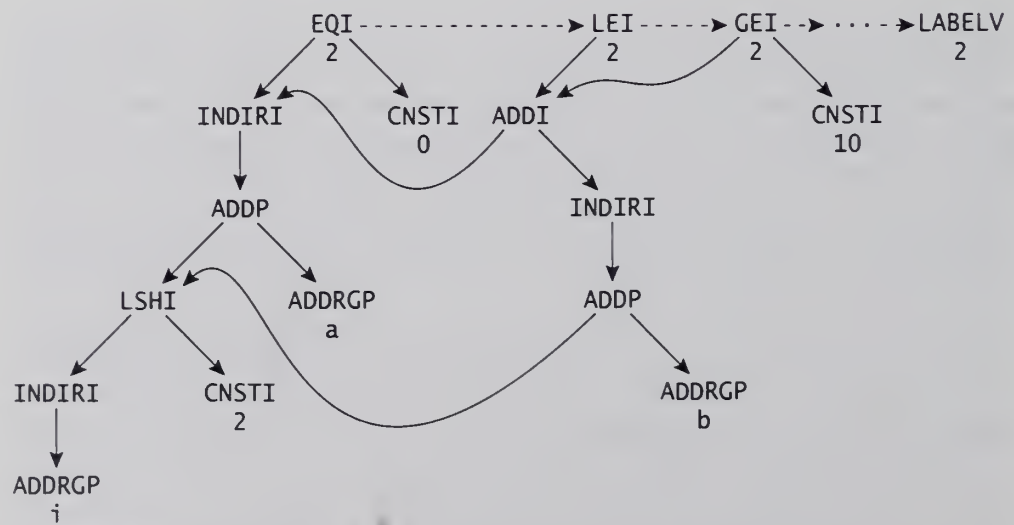 EQI LEI GEI ···· LABELV
2 2 2 2
INDIRI CNSTI ADDI CNSTI
0 10
ADDP INDIRI
LSHI ADDRGP ADDP
a
INDIRI CNSTI ADDRGP
2 b
ADDRGP
i